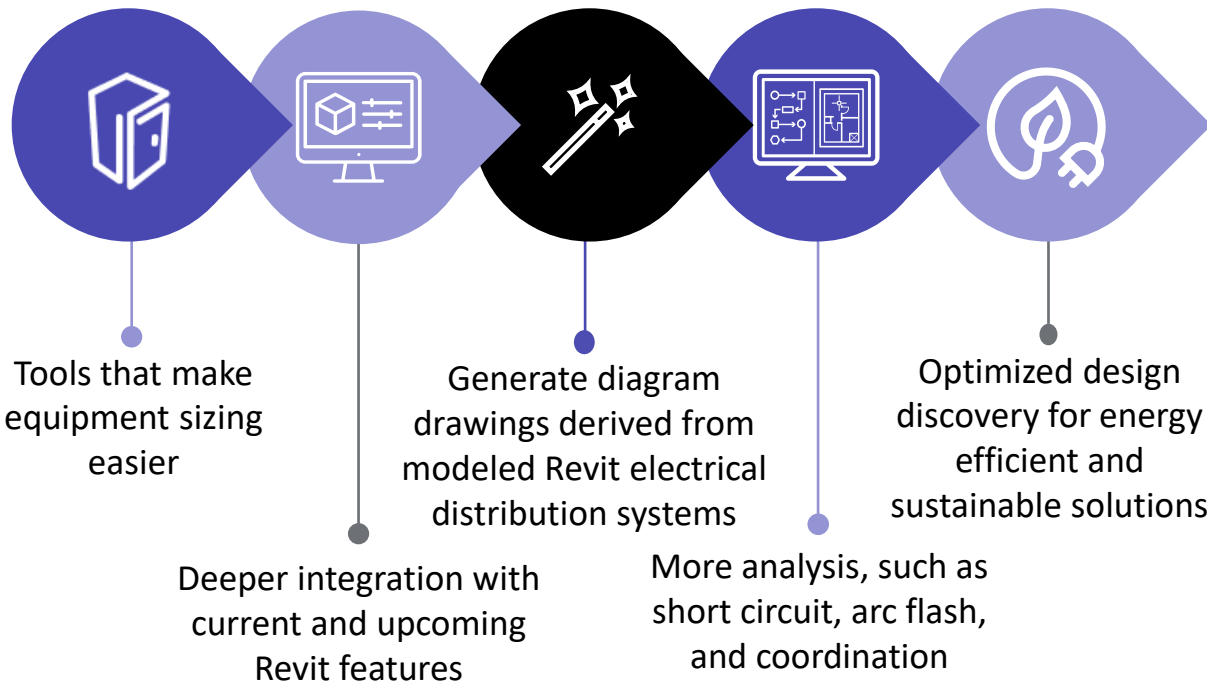 Tools that make
equipment sizing
easier
Deeper integration with
current and upcoming
Revit features
Generate diagram
drawings derived from
modeled Revit electrical
distribution systems
More analysis, such as
short circuit, arc flash,
and coordination
Optimized design
discovery for energy
efficient and
sustainable solutions